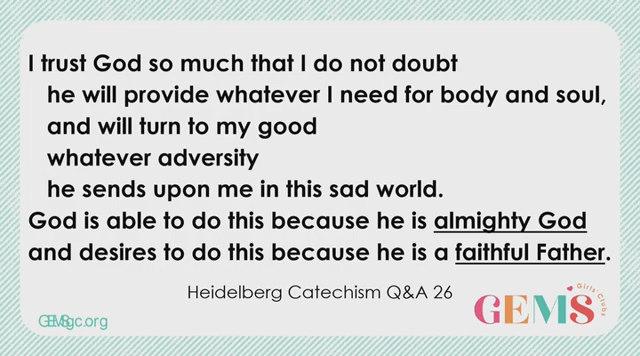 I trust God so much that I do not doubt
he will provide whatever I need for body and soul,
and will turn to my good
whatever adversity
he sends upon me in this sad world.
God is able to do this because he is almighty God
and desires to do this because he is a faithful Father.
Heidelberg Catechism Q&A 26
GEMS
Girls' Clubs
GEMSgc.org